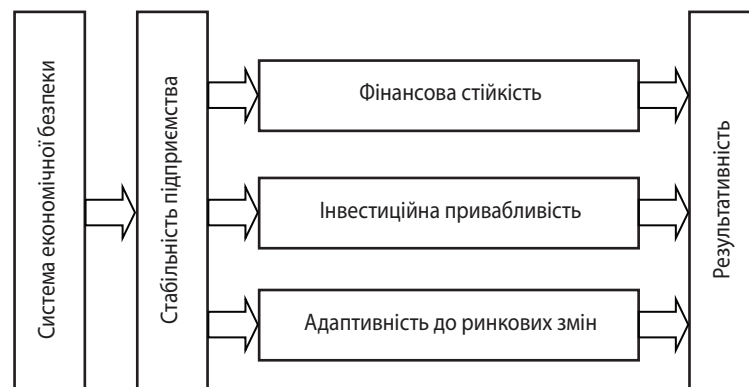 Система економічної безпеки
Стабільність підприємства
Фінансова стійкість
Інвестиційна привабливість
Адаптивність до ринкових змін
Результативність